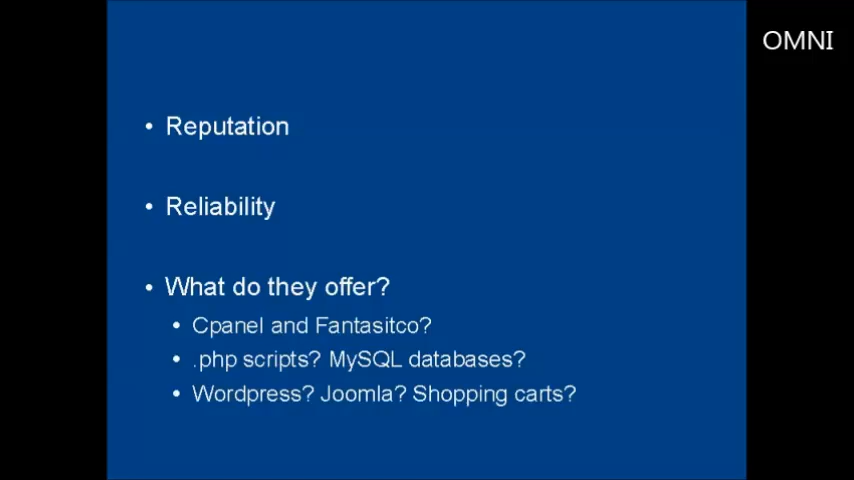 OMNI
• Reputation
• Reliability
• What do they offer?
• Cpanel and Fantasitco?
• .php scripts? MySQL databases?
• Wordpress? Joomla? Shopping carts?